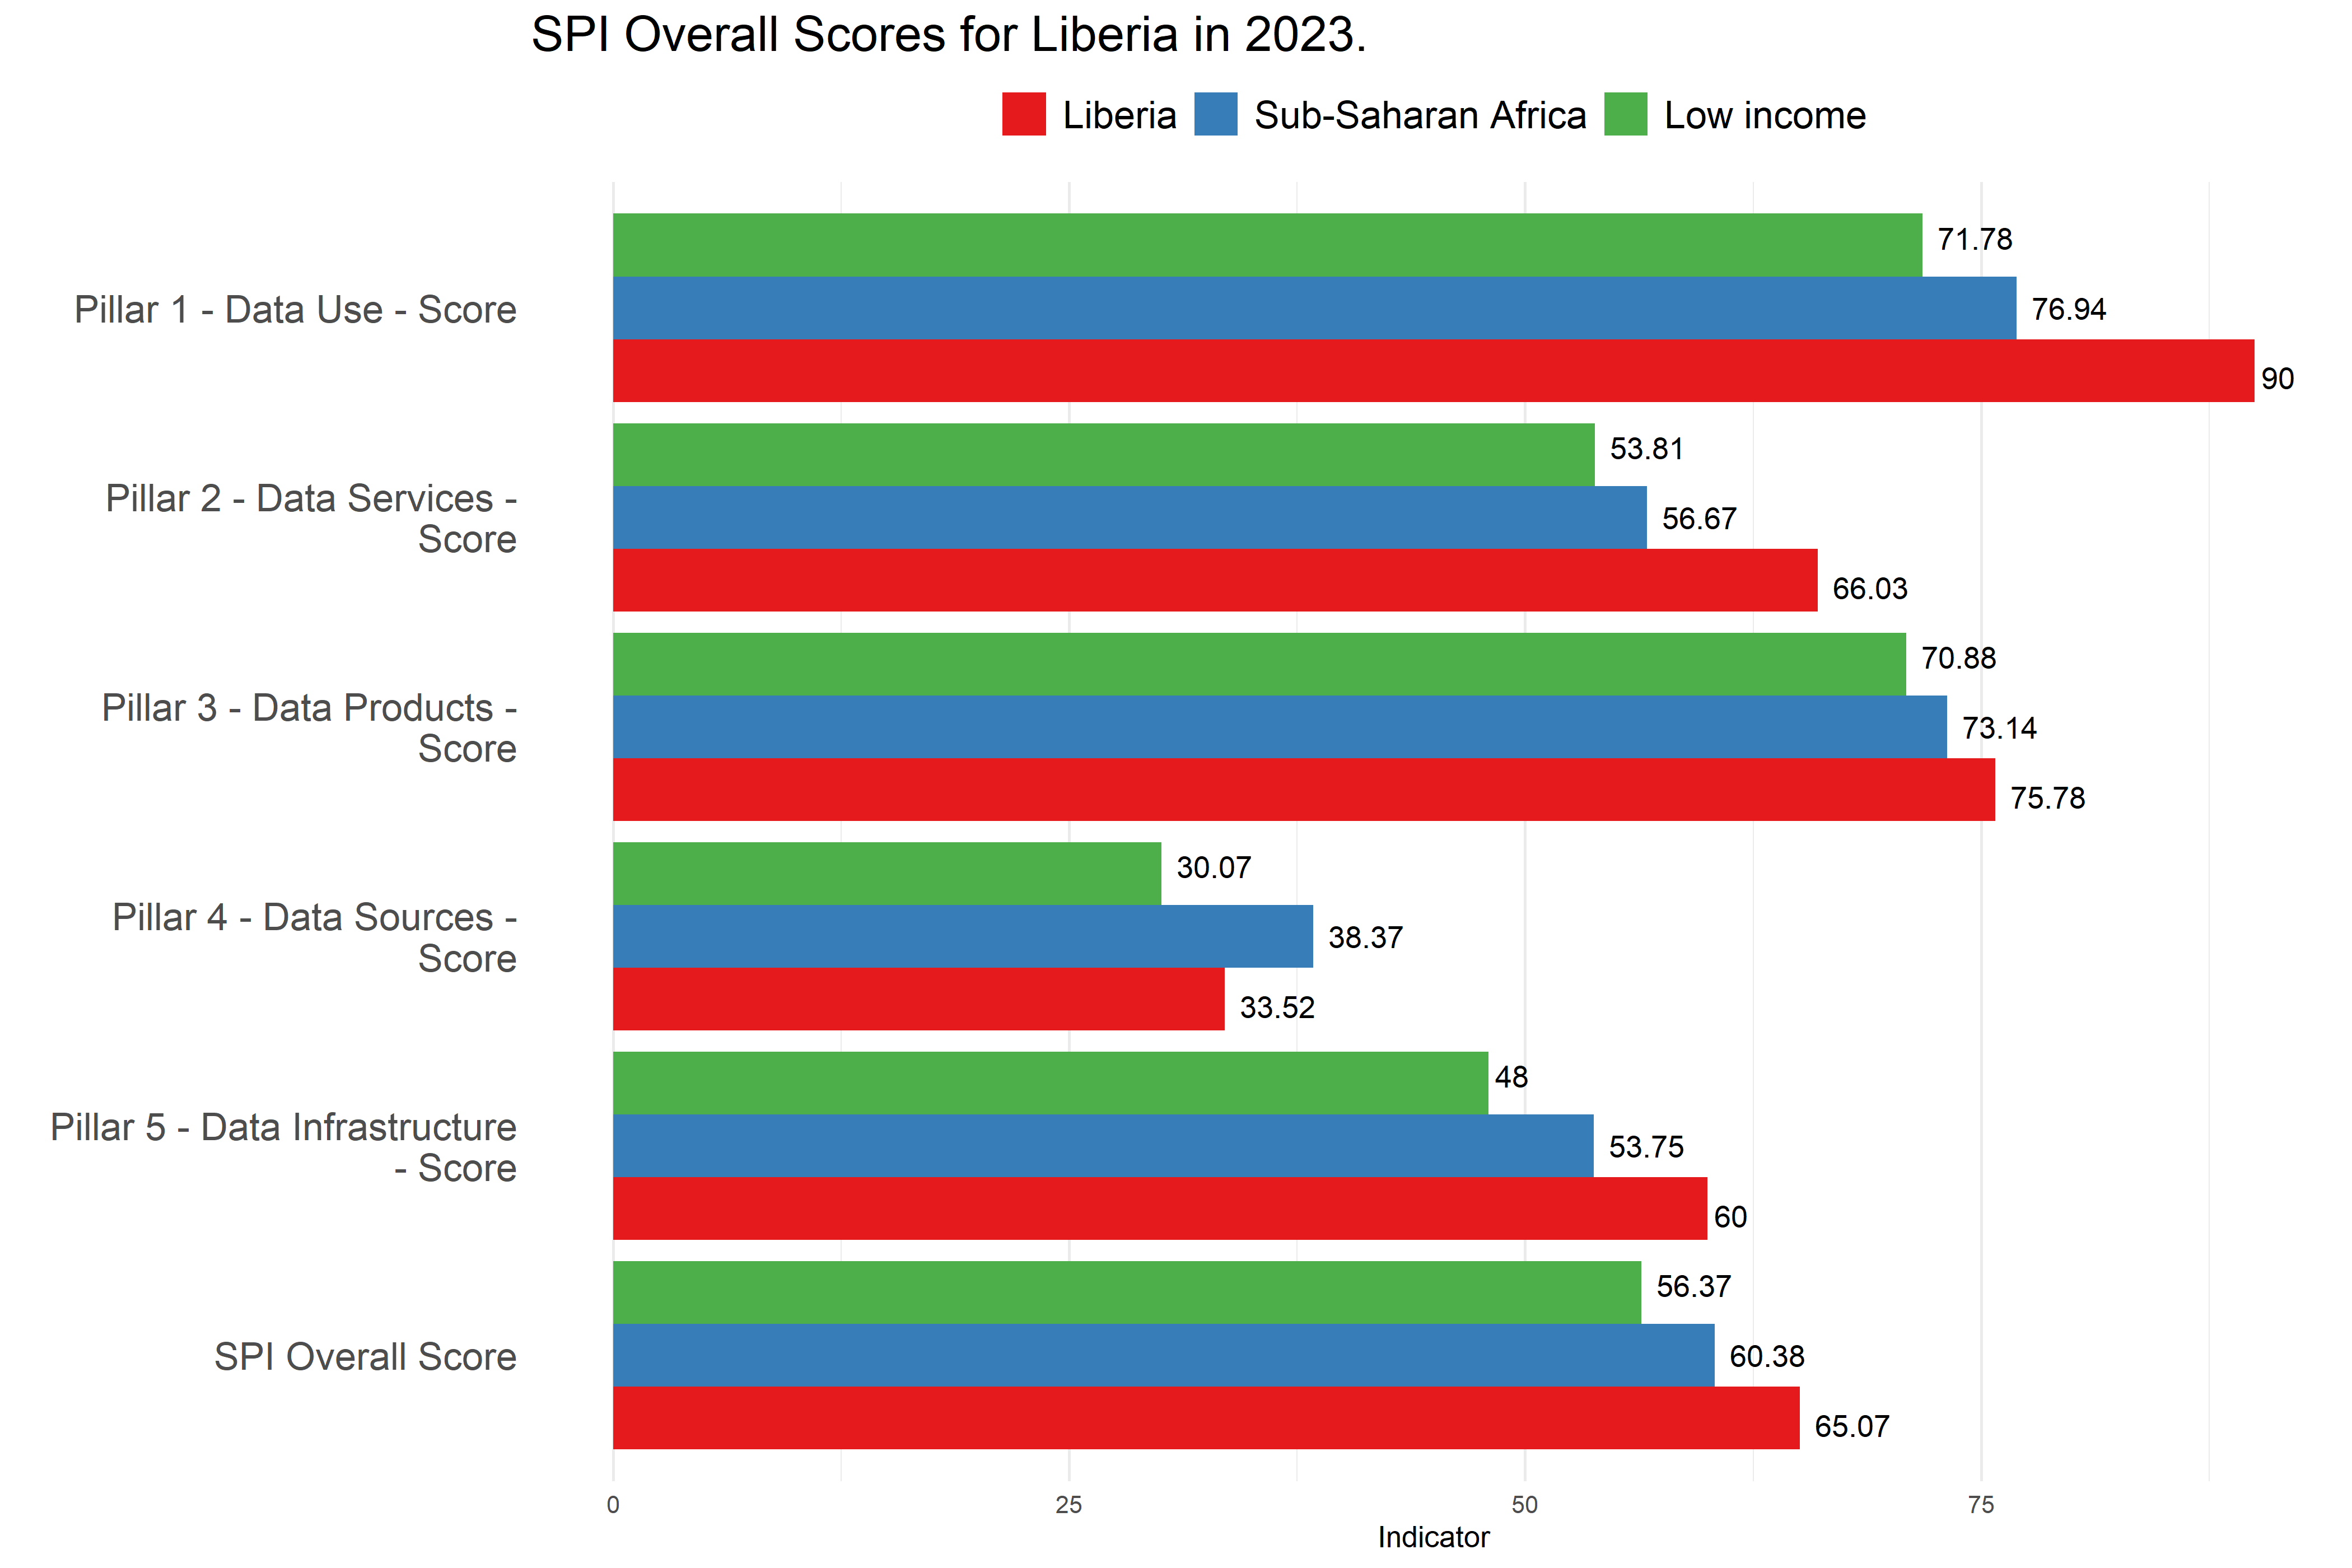 SPI Overall Scores for Liberia in 2023.
Liberia Sub-Saharan Africa Low income
Pillar 1 - Data Use - Score
71.78
76.94
90
Pillar 2 - Data Services -
Score
53.81
56.67
66.03
Pillar 3 - Data Products -
Score
70.88
73.14
75.78
Pillar 4 - Data Sources -
Score
30.07
38.37
33.52
Pillar 5 - Data Infrastructure
- Score
48
53.75
60
SPI Overall Score
56.37
60.38
65.07
0 25 50 75
Indicator